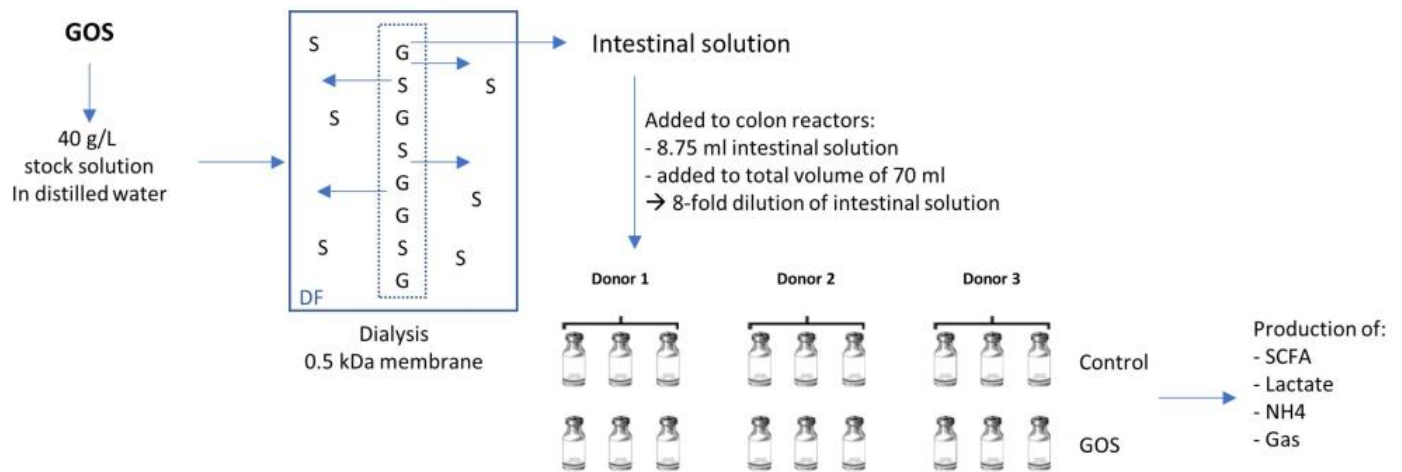 GOS
40 g/L
stock solution
In distilled water
S
S
S
S
S
S
S
G
S
G
S
G
G
S
G
DF
Dialysis
0.5 kDa membrane
Intestinal solution
Added to colon reactors:
- 8.75 ml intestinal solution
- added to total volume of 70 ml
→ 8-fold dilution of intestinal solution
Donor 1
Donor 2
Donor 3
Control
GOS
Production of:
- SCFA
- Lactate
- NH4
- Gas